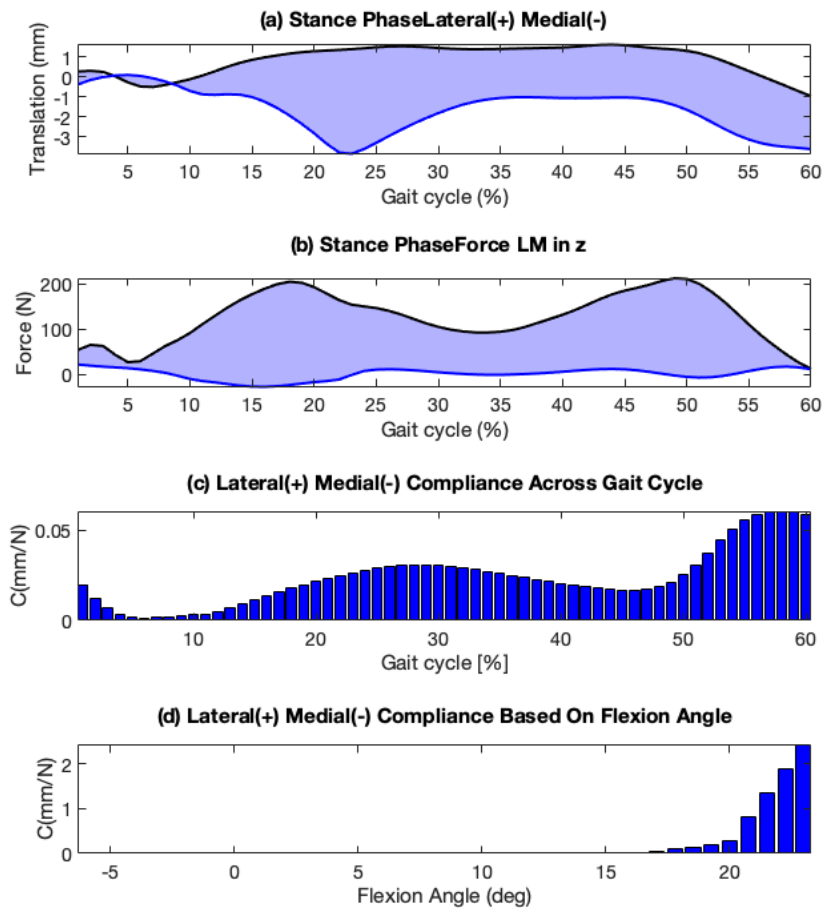 (a) Stance PhaseLateral(+) Medial(-)
Translation (mm)
1
0
-1
-2
-3
5 10 15 20 25 30 35 40 45 50 55 60
Gait cycle (%)
(b) Stance PhaseForce LM in z
Force (N)
200
100
0
5 10 15 20 25 30 35 40 45 50 55 60
Gait cycle (%)
(c) Lateral(+) Medial(-) Compliance Across Gait Cycle
C(mm/N)
0.05
0
10 20 30 40 50 60
Gait cycle [%]
(d) Lateral(+) Medial(-) Compliance Based On Flexion Angle
C(mm/N)
2
1
0
-5 0 5 10 15 20
Flexion Angle (deg)